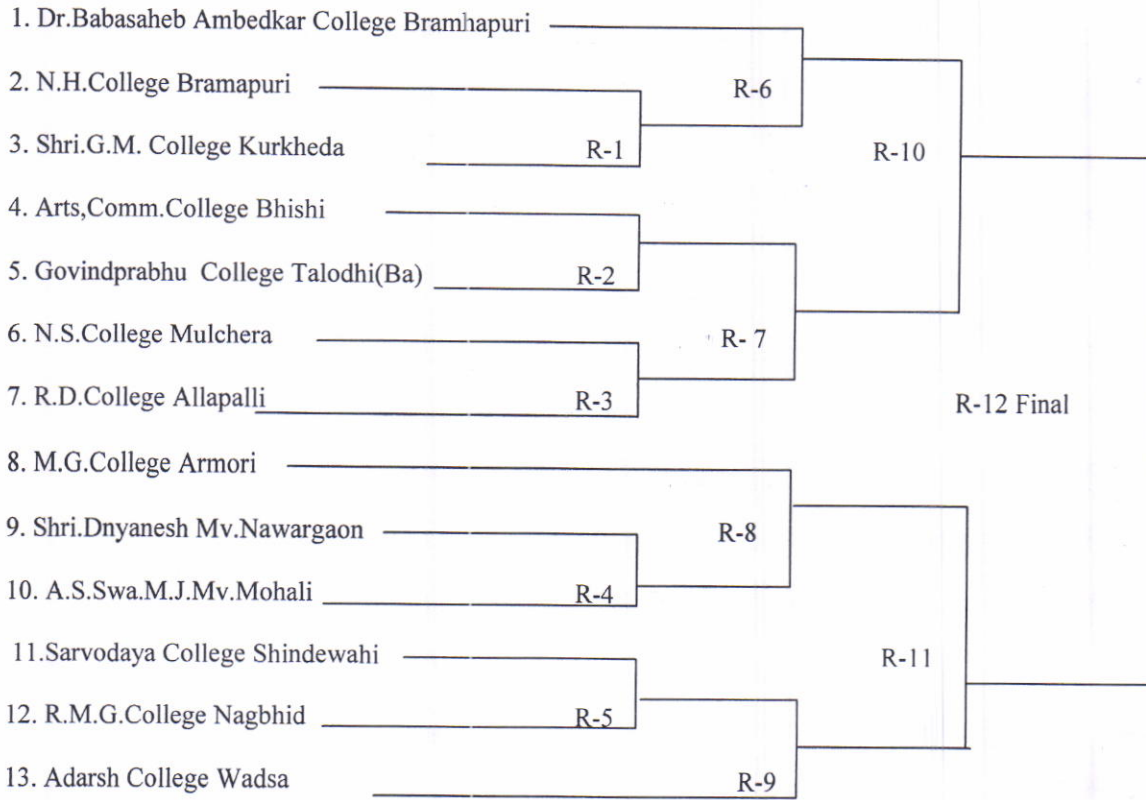 1. Dr.Babasaheb Ambedkar College Bramhapuri
2. N.H.College Bramapuri
R-6
3. Shri.G.M. College Kurkheda
R-1
R-10
4. Arts,Comm.College Bhishi
5. Govindprabhu College Talodhi(Ba)
R-2
6. N.S.College Mulchera
R- 7
7. R.D.College Allapalli
R-3
R-12 Final
8. M.G.College Armori
9. Shri.Dnyanesh Mv.Nawargaon
R-8
10. A.S.Swa.M.J.Mv.Mohali
R-4
11.Sarvodaya College Shindewahi
R-11
12. R.M.G.College Nagbhid
R-5
13. Adarsh College Wadsa
R-9